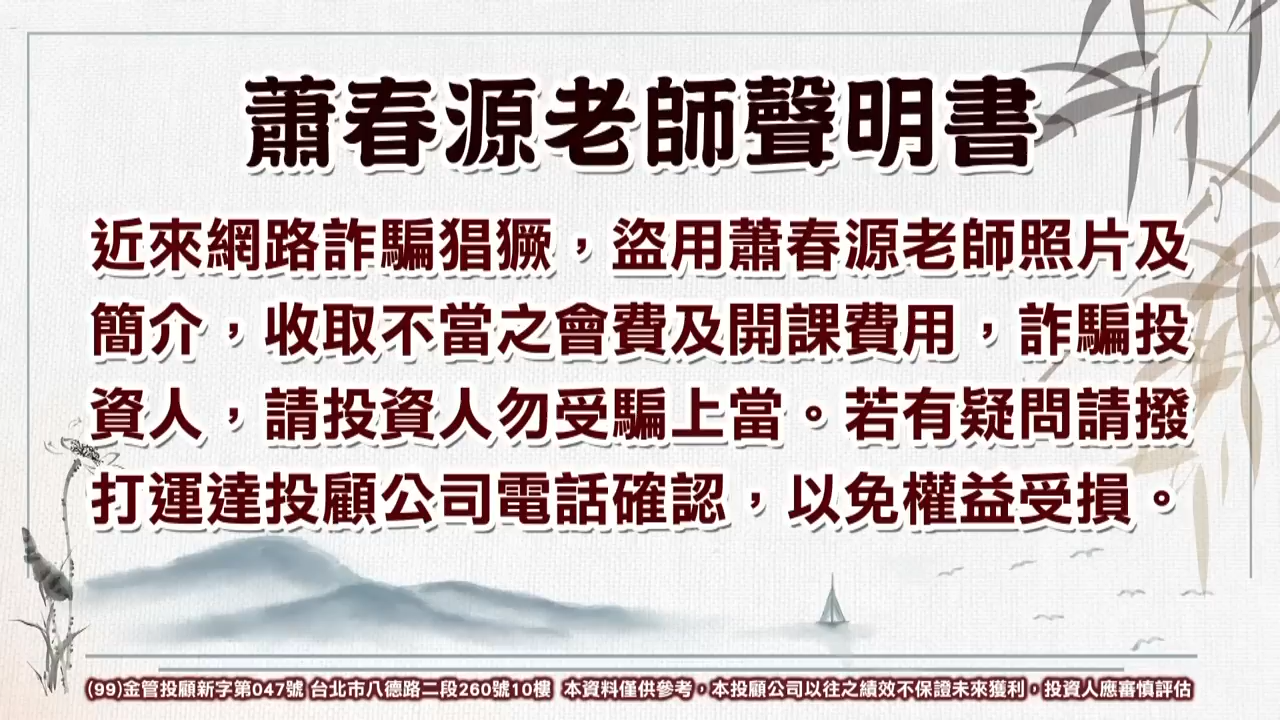 蕭春源老師聲明書
近來網路詐騙猖獗，盜用蕭春源老師照片及
簡介，收取不當之會費及開課費用，詐騙投
資人，請投資人勿受騙上當。若有疑問請撥
打運達投顧公司電話確認，以免權益受損。
(99)金管投顧新字第047號 台北市八德路二段260號10樓 本資料僅供參考，本投顧公司以往之績效不保證未來獲利，投資人應審慎評估